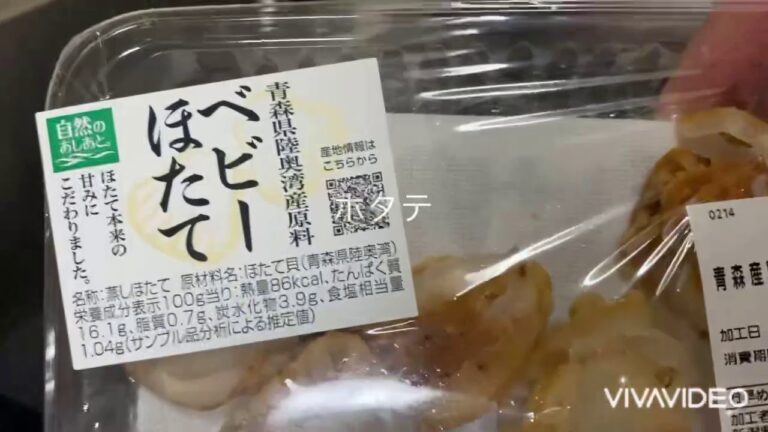 自然の
あしあと
青森県陸奥湾産原料
ベビー
ほたて
ほたて本来の
甘みに
こだわりました。
産地情報は
こちらから
名称:蒸しほたて 原材料名:ほたて貝(青森県陸奥湾)
栄養成分表示100g当り:熱量86kcal、たんぱく質
16.1g、脂質0.7g、炭水化物3.9g、食塩相当量
1.04g(サンプル品分析による推定値)
ホタテ
0214
青森産
加工日
消費期
VIVAVIDEO